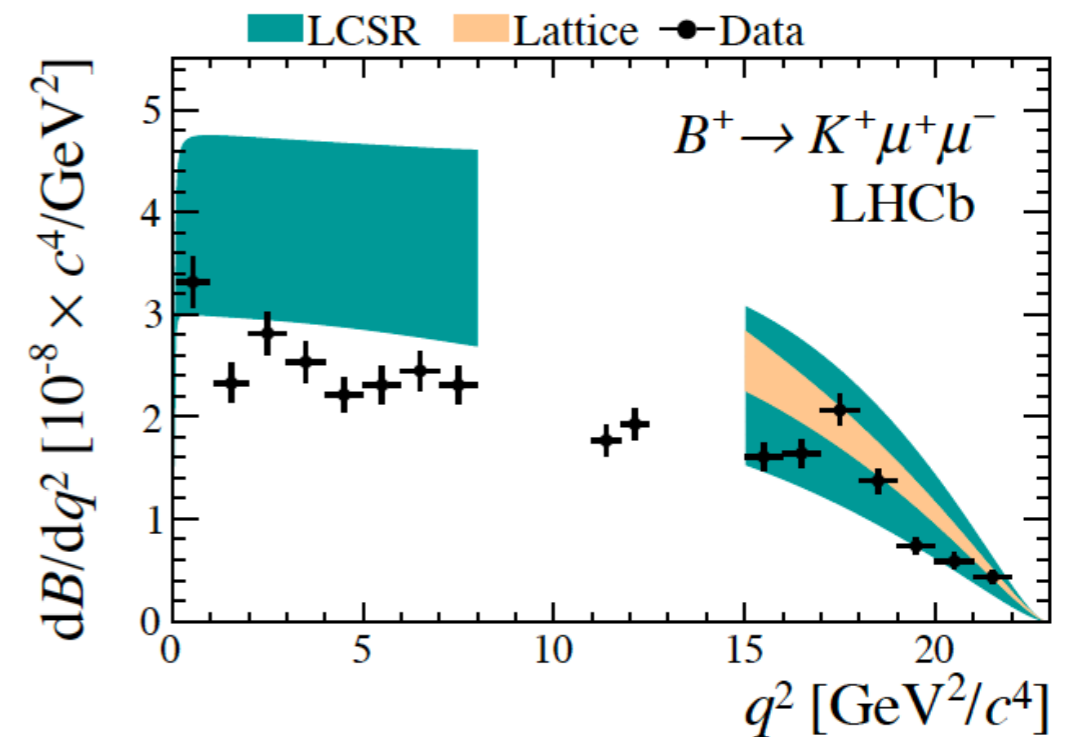 LCSR Lattice Data
B⁺→ K⁺μ⁺μ⁻
LHCb
dB/dq² [10⁻⁸ × c⁴/GeV²]
5
4
3
2
1
0
0 5 10 15 20
q² [GeV²/c⁴]